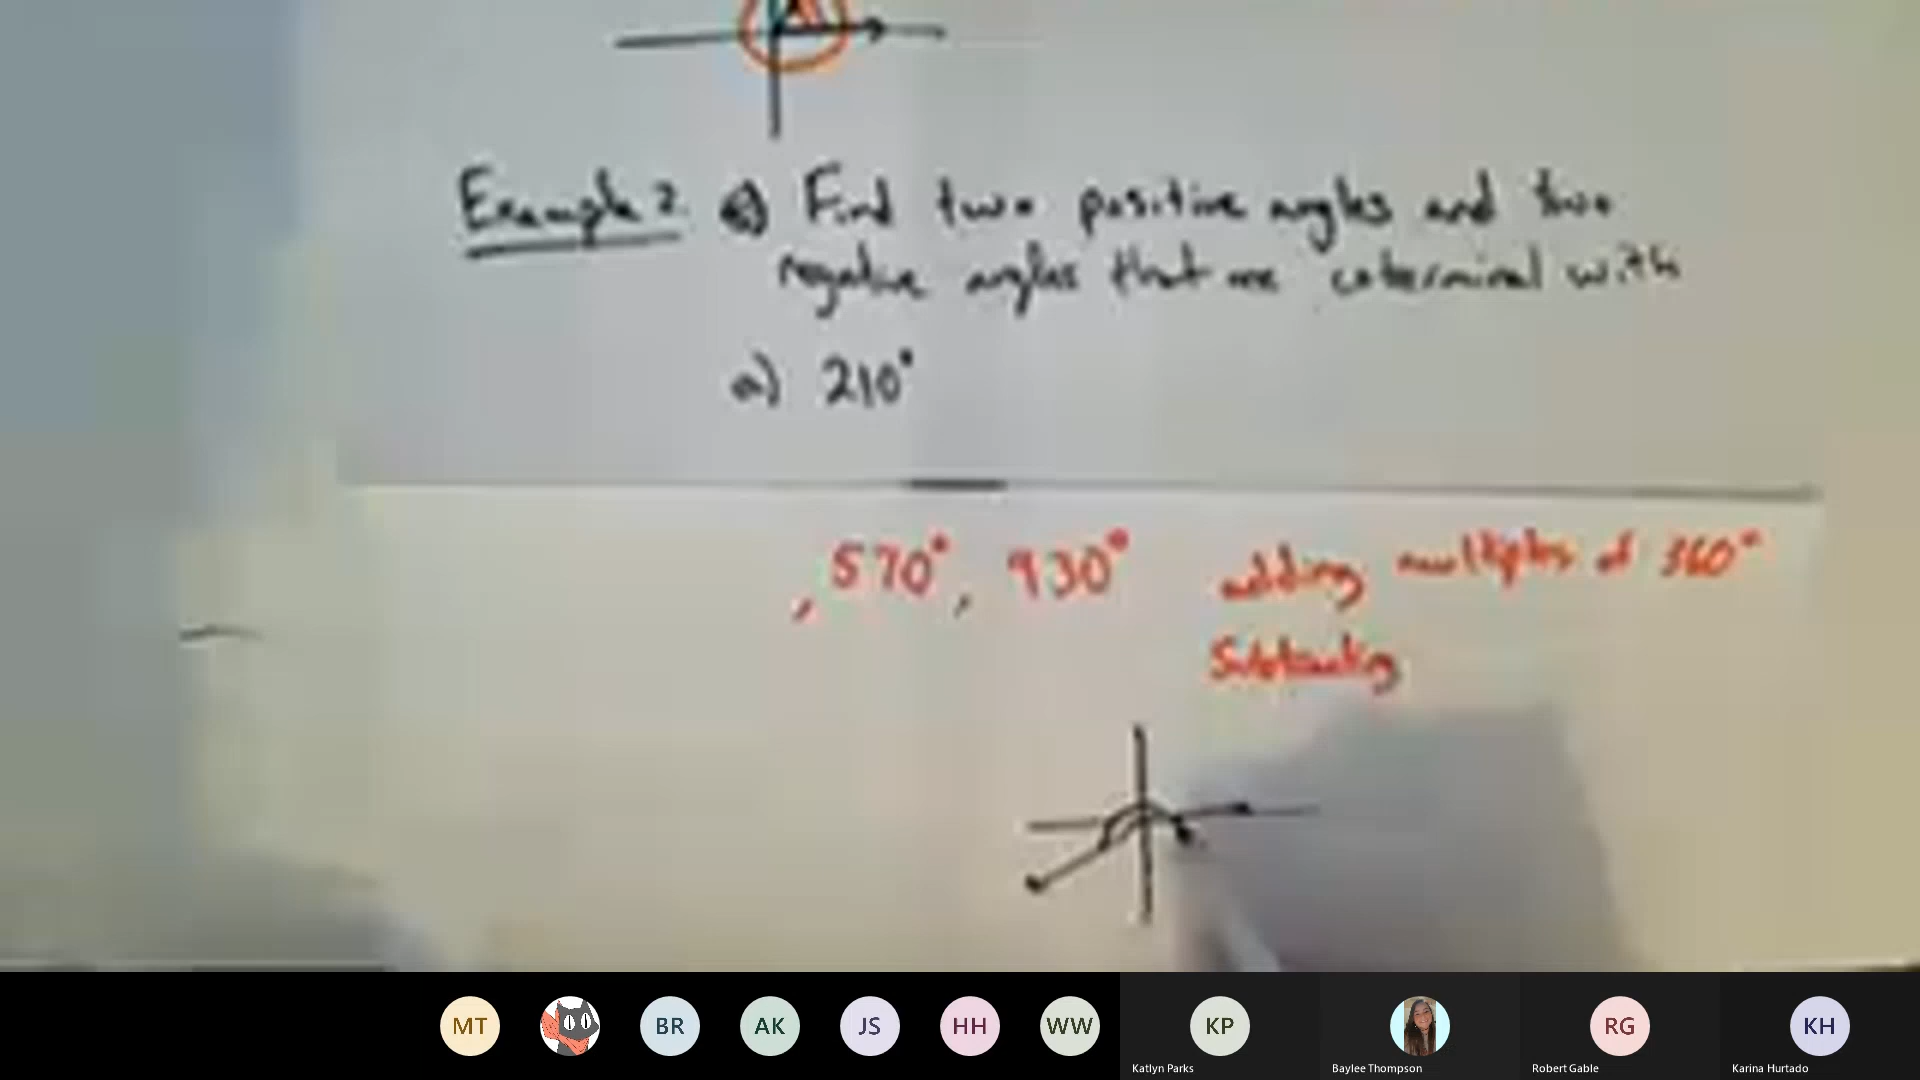 Example 2 a) Find two positive angles and two
negative angles that are coterminal with
a) 210°
, 570°, 930° adding multiples of 360°
Subtracting
MT BR AK JS HH WW KP RG KH
Katlyn Parks Baylee Thompson Robert Gable Karina Hurtado